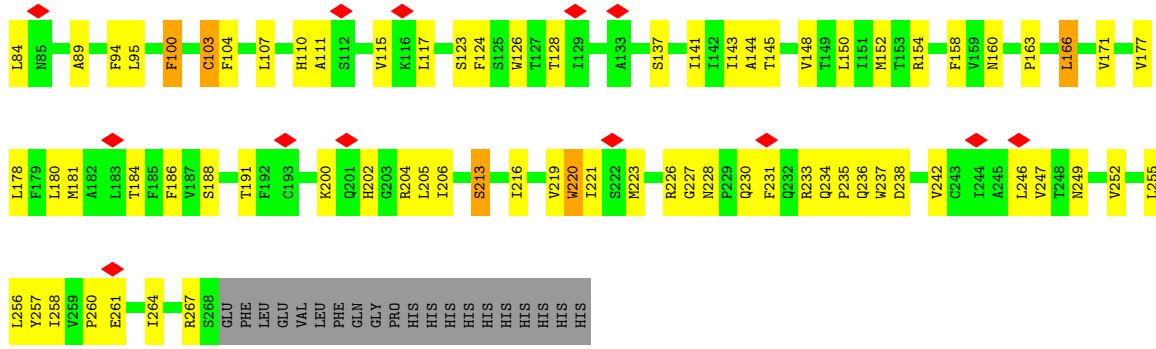 L84 N85 A89 F94 L95 F100 C103 F104 L107 H110 A111 S112 V115 K116 L117 S123 F124 S125 W126 T127 T128 I129 A133 S137 I141 I142 I143 A144 T145 V148 T149 L150 I151 M152 T153 R154 F158 V159 N160 P163 L166 V171 V177
L178 F179 L180 M181 A182 L183 T184 F185 F186 V187 S188 T191 F192 C193 K200 Q201 H202 G203 R204 L205 I206 S213 I216 V219 W220 I221 S222 M223 R226 G227 N228 P229 Q230 F231 Q232 R233 Q234 P235 Q236 W237 D238 V242 C243 I244 A245 L246 V247 T248 N249 V252 L255
L256 Y257 I258 V259 P260 E261 I264 R267 S268 GLU PHE LEU GLU VAL LEU PHE GLN GLY PRO HIS HIS HIS HIS HIS HIS HIS HIS HIS HIS